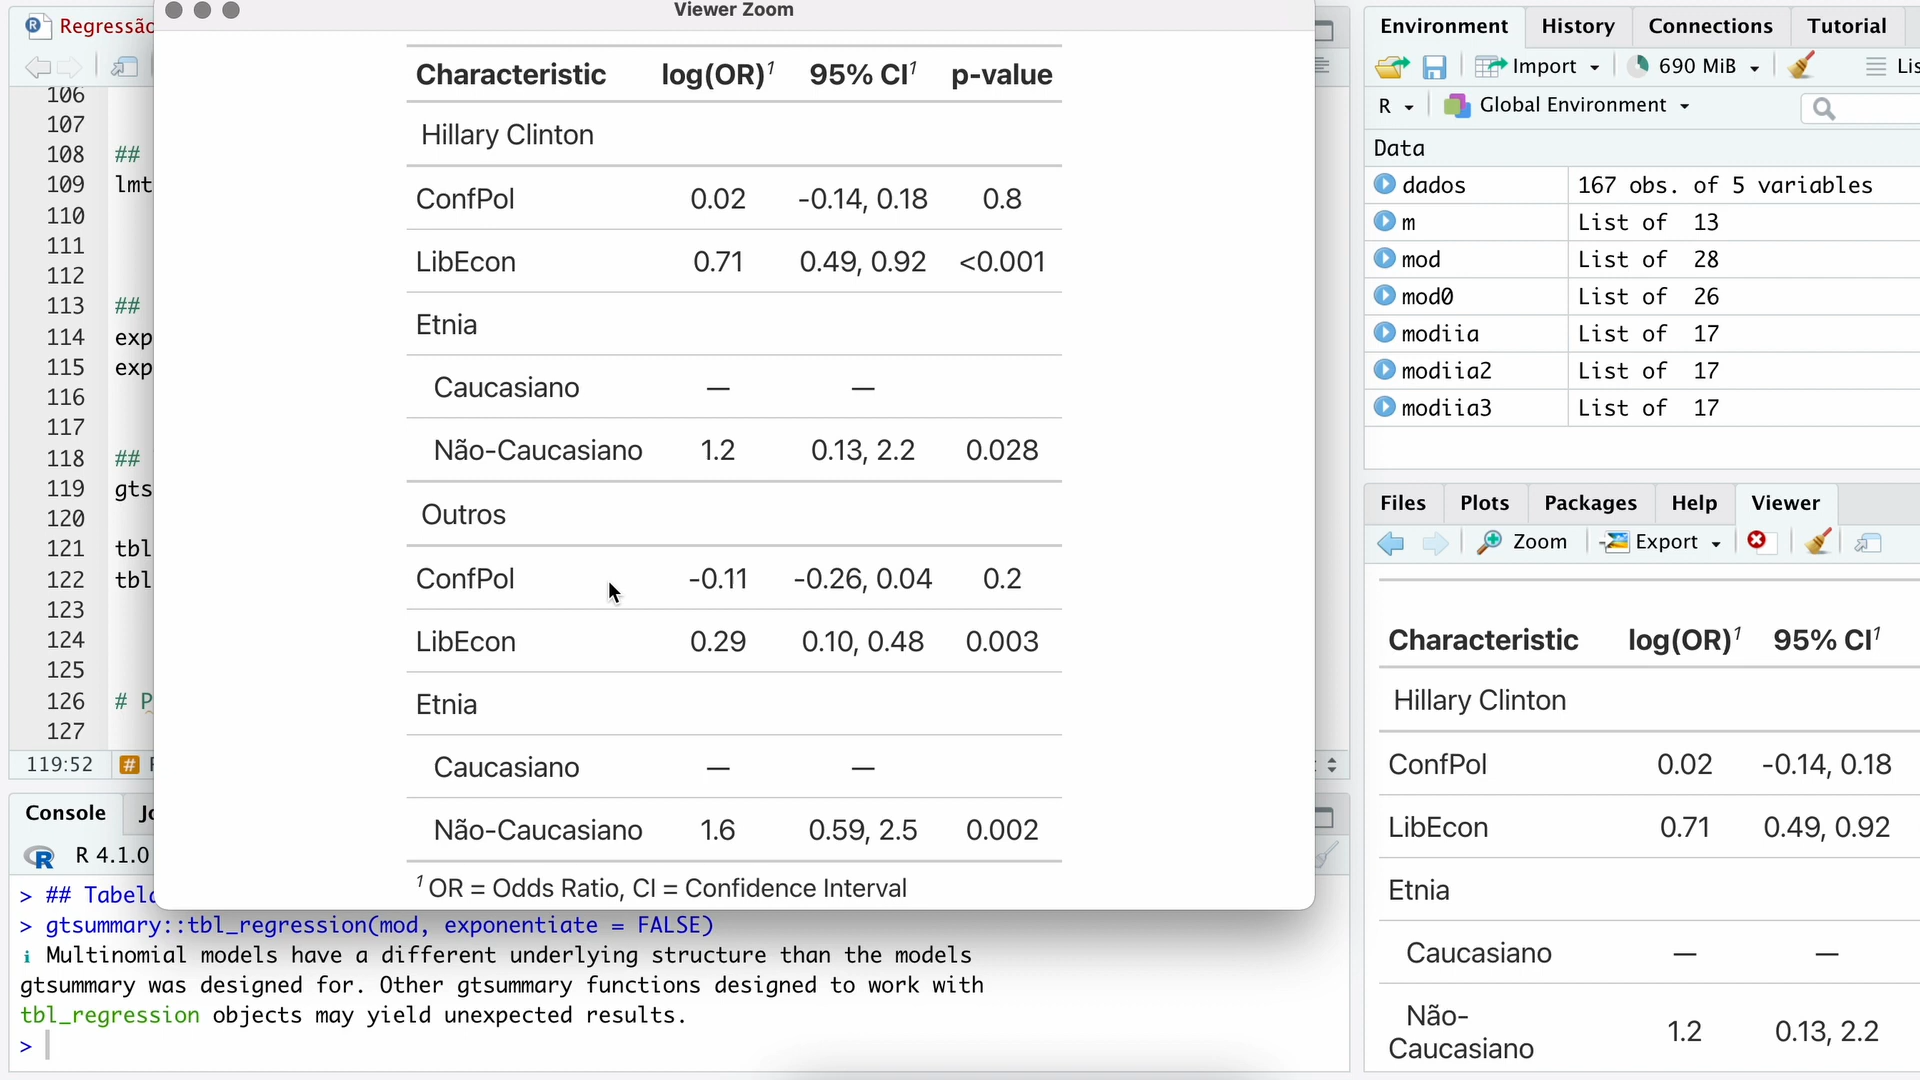 Viewer Zoom
Regressão
106
107
108 ##
109 lmt
110
111
112
113 ##
114 exp
115 exp
116
117
118 ##
119 gts
120
121 tbl
122 tbl
123
124
125
126 # P
127
119:52
Characteristic log(OR)1 95% CI1 p-value
Hillary Clinton
ConfPol 0.02 -0.14, 0.18 0.8
LibEcon 0.71 0.49, 0.92 <0.001
Etnia
Caucasiano — —
Não-Caucasiano 1.2 0.13, 2.2 0.028
Outros
ConfPol -0.11 -0.26, 0.04 0.2
LibEcon 0.29 0.10, 0.48 0.003
Etnia
Caucasiano — —
Não-Caucasiano 1.6 0.59, 2.5 0.002
1 OR = Odds Ratio, CI = Confidence Interval
Console
R 4.1.0
> ## Tabela
> gtsummary::tbl_regression(mod, exponentiate = FALSE)
i Multinomial models have a different underlying structure than the models
gtsummary was designed for. Other gtsummary functions designed to work with
tbl_regression objects may yield unexpected results.
>
Environment History Connections Tutorial
Import 690 MiB Lis
R Global Environment
Data
dados 167 obs. of 5 variables
m List of 13
mod List of 28
mod0 List of 26
modiia List of 17
modiia2 List of 17
modiia3 List of 17
Files Plots Packages Help Viewer
Zoom Export
Characteristic log(OR)1 95% CI1
Hillary Clinton
ConfPol 0.02 -0.14, 0.18
LibEcon 0.71 0.49, 0.92
Etnia
Caucasiano — —
Não-
Caucasiano 1.2 0.13, 2.2